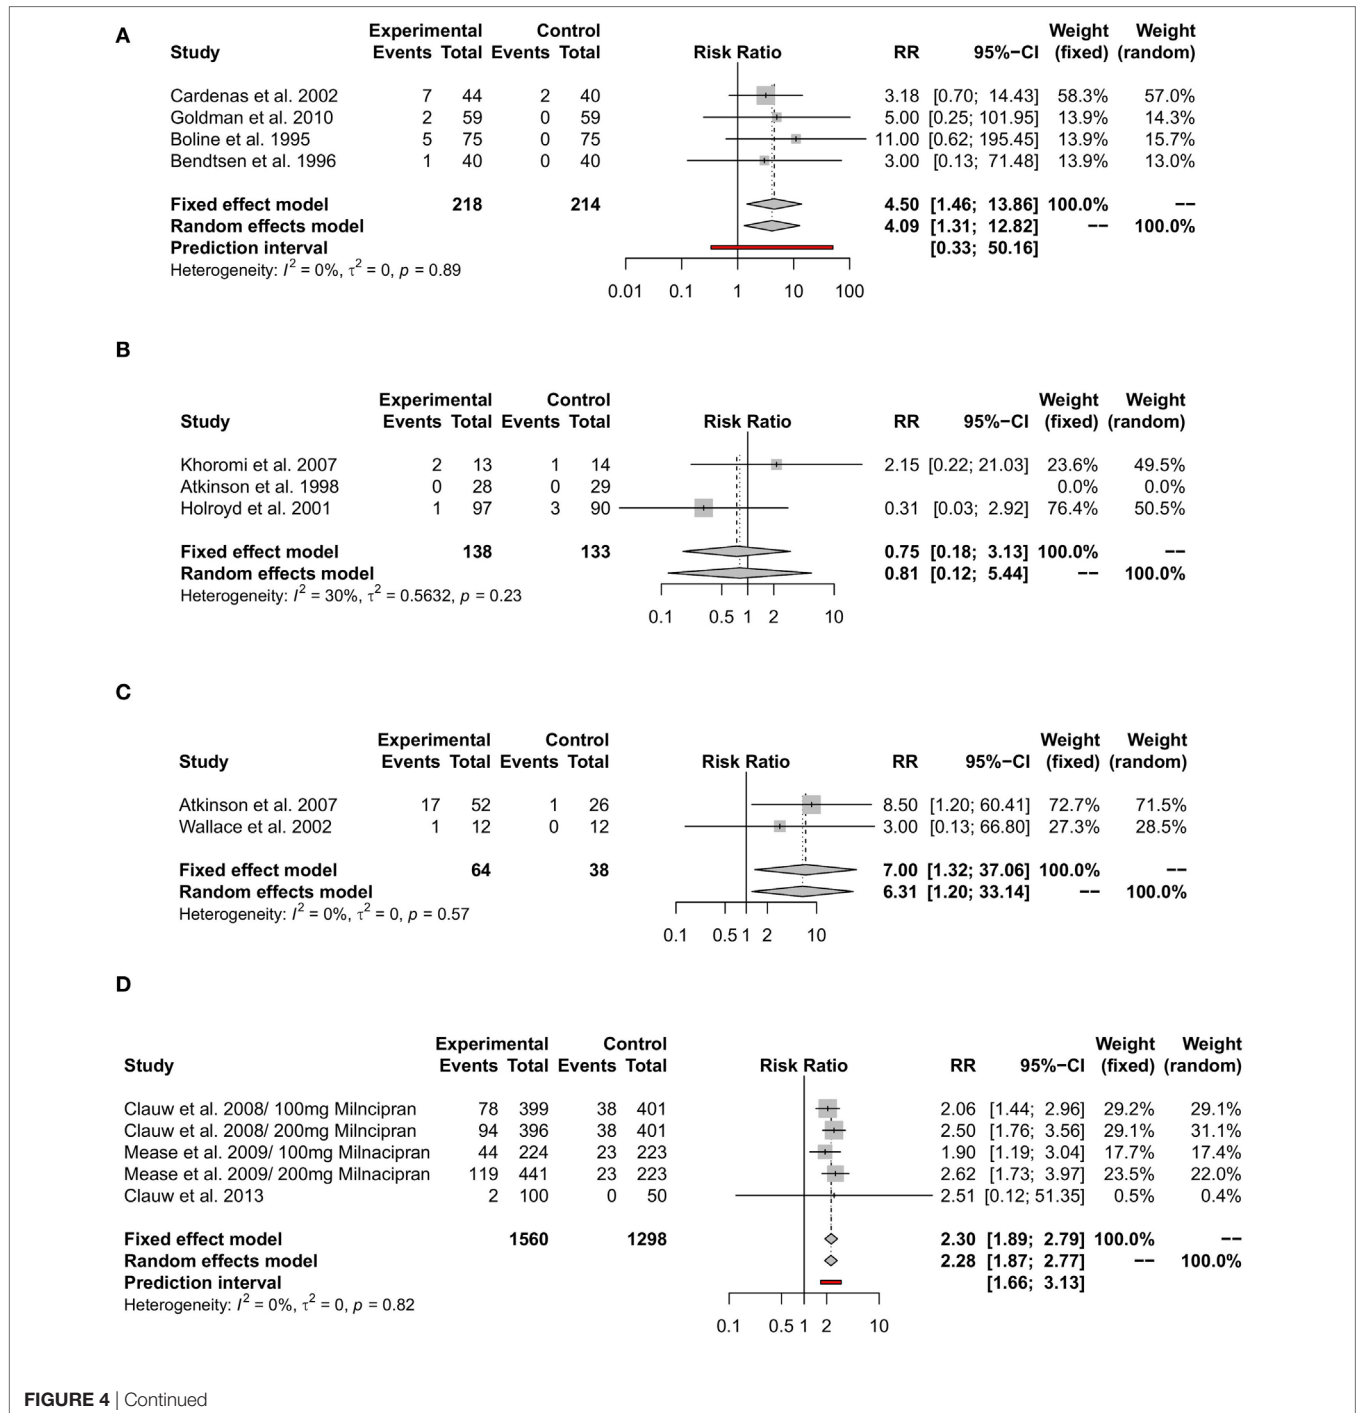 A
Experimental Control Weight Weight
Study Events Total Events Total Risk Ratio RR 95%−CI (fixed) (random)
Cardenas et al. 2002 7 44 2 40 3.18 [0.70; 14.43] 58.3% 57.0%
Goldman et al. 2010 2 59 0 59 5.00 [0.25; 101.95] 13.9% 14.3%
Boline et al. 1995 5 75 0 75 11.00 [0.62; 195.45] 13.9% 15.7%
Bendtsen et al. 1996 1 40 0 40 3.00 [0.13; 71.48] 13.9% 13.0%
Fixed effect model 218 214 4.50 [1.46; 13.86] 100.0% −−
Random effects model 4.09 [1.31; 12.82] −− 100.0%
Prediction interval [0.33; 50.16]
Heterogeneity: I² = 0%, τ² = 0, p = 0.89
0.01 0.1 1 10 100
B
Experimental Control Weight Weight
Study Events Total Events Total Risk Ratio RR 95%−CI (fixed) (random)
Khoromi et al. 2007 2 13 1 14 2.15 [0.22; 21.03] 23.6% 49.5%
Atkinson et al. 1998 0 28 0 29 0.0% 0.0%
Holroyd et al. 2001 1 97 3 90 0.31 [0.03; 2.92] 76.4% 50.5%
Fixed effect model 138 133 0.75 [0.18; 3.13] 100.0% −−
Random effects model 0.81 [0.12; 5.44] −− 100.0%
Heterogeneity: I² = 30%, τ² = 0.5632, p = 0.23
0.1 0.5 1 2 10
C
Experimental Control Weight Weight
Study Events Total Events Total Risk Ratio RR 95%−CI (fixed) (random)
Atkinson et al. 2007 17 52 1 26 8.50 [1.20; 60.41] 72.7% 71.5%
Wallace et al. 2002 1 12 0 12 3.00 [0.13; 66.80] 27.3% 28.5%
Fixed effect model 64 38 7.00 [1.32; 37.06] 100.0% −−
Random effects model 6.31 [1.20; 33.14] −− 100.0%
Heterogeneity: I² = 0%, τ² = 0, p = 0.57
0.1 0.5 1 2 10
D
Experimental Control Weight Weight
Study Events Total Events Total Risk Ratio RR 95%−CI (fixed) (random)
Clauw et al. 2008/ 100mg Milncipran 78 399 38 401 2.06 [1.44; 2.96] 29.2% 29.1%
Clauw et al. 2008/ 200mg Milncipran 94 396 38 401 2.50 [1.76; 3.56] 29.1% 31.1%
Mease et al. 2009/ 100mg Milnacipran 44 224 23 223 1.90 [1.19; 3.04] 17.7% 17.4%
Mease et al. 2009/ 200mg Milnacipran 119 441 23 223 2.62 [1.73; 3.97] 23.5% 22.0%
Clauw et al. 2013 2 100 0 50 2.51 [0.12; 51.35] 0.5% 0.4%
Fixed effect model 1560 1298 2.30 [1.89; 2.79] 100.0% −−
Random effects model 2.28 [1.87; 2.77] −− 100.0%
Prediction interval [1.66; 3.13]
Heterogeneity: I² = 0%, τ² = 0, p = 0.82
0.1 0.5 1 2 10
FIGURE 4 | Continued